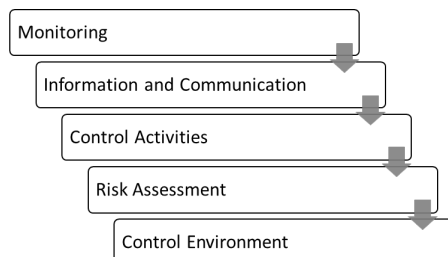 Monitoring
Information and Communication
Control Activities
Risk Assessment
Control Environment